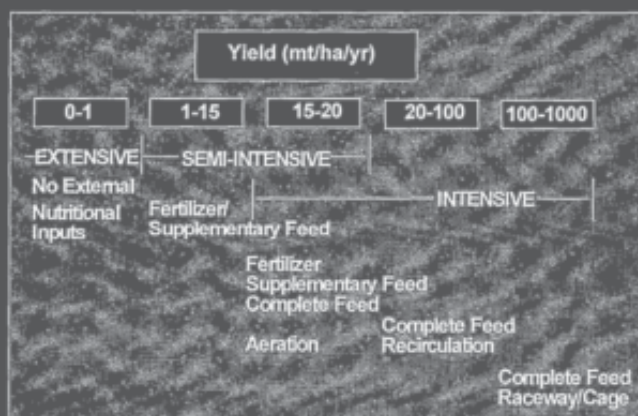 Yield (mt/ha/yr)
0-1 1-15 15-20 20-100 100-1000
EXTENSIVE SEMI-INTENSIVE
No External
Nutritional
Inputs
Fertilizer/
Supplementary Feed
INTENSIVE
Fertilizer
Supplementary Feed
Complete Feed
Aeration
Complete Feed
Recirculation
Complete Feed
Raceway/Cage